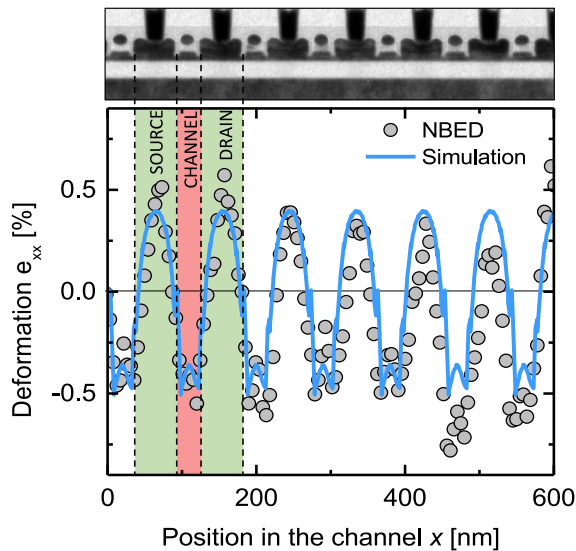 SOURCE
CHANNEL
DRAIN
NBED
Simulation
0.5
0.0
-0.5
Deformation e_xx [%]
0 200 400 600
Position in the channel x [nm]